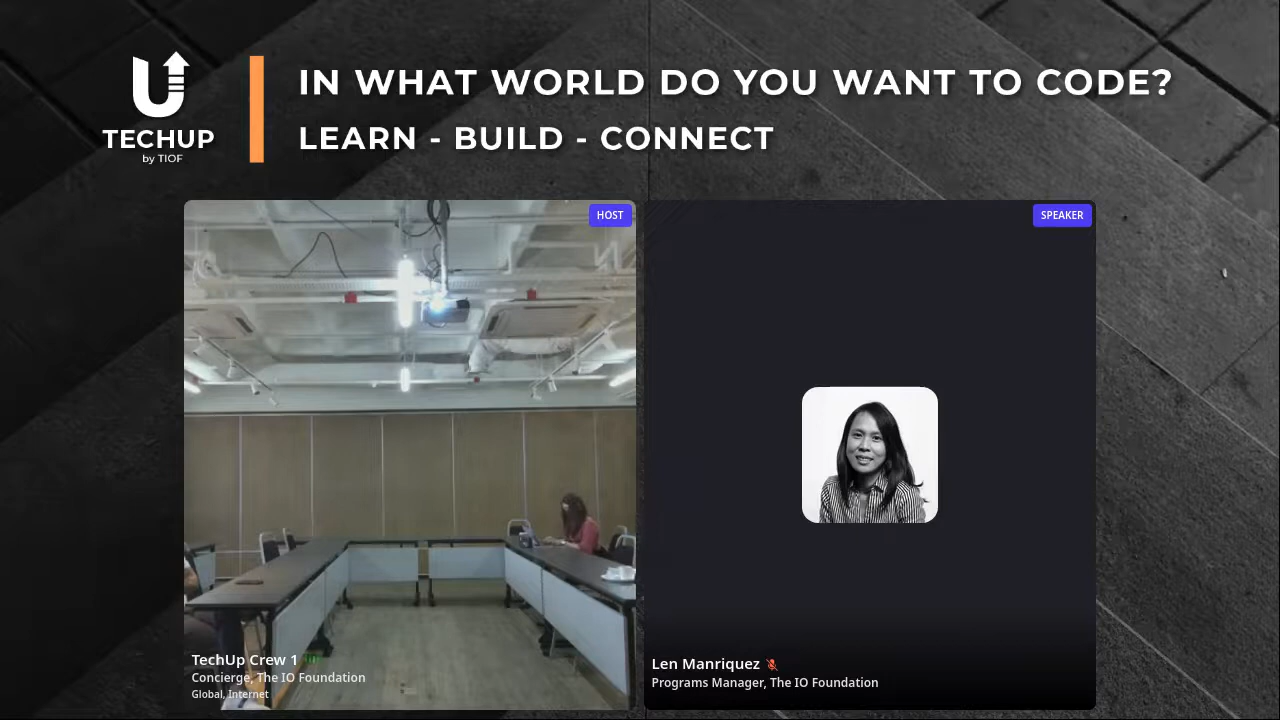 IN WHAT WORLD DO YOU WANT TO CODE?
LEARN - BUILD - CONNECT
TECHUP
by TIOF
HOST
SPEAKER
TechUp Crew 1
Concierge, The IO Foundation
Global, Internet
Len Manriquez
Programs Manager, The IO Foundation